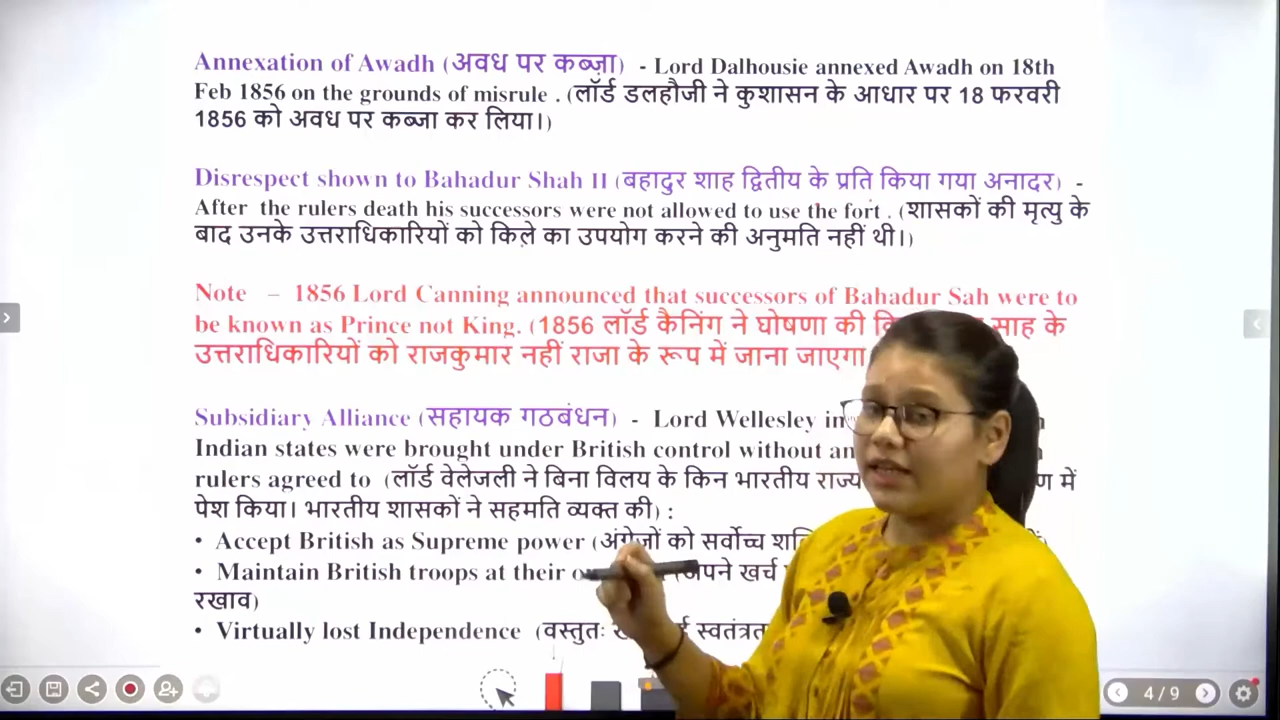 Annexation of Awadh (अवध पर कब्ज़ा) - Lord Dalhousie annexed Awadh on 18th
Feb 1856 on the grounds of misrule . (लॉर्ड डलहौजी ने कुशासन के आधार पर 18 फरवरी
1856 को अवध पर कब्जा कर लिया।)
Disrespect shown to Bahadur Shah II (बहादुर शाह द्वितीय के प्रति किया गया अनादर) -
After the rulers death his successors were not allowed to use the fort . (शासकों की मृत्यु के
बाद उनके उत्तराधिकारियों को किले का उपयोग करने की अनुमति नहीं थी।)
Note – 1856 Lord Canning announced that successors of Bahadur Sah were to
be known as Prince not King. (1856 लॉर्ड कैनिंग ने घोषणा की साह के
उत्तराधिकारियों को राजकुमार नहीं राजा के रूप में जाना जाएगा
Subsidiary Alliance (सहायक गठबंधन) - Lord Wellesley
Indian states were brought under British control without
rulers agreed to (लॉर्ड वेलेजली ने बिना विलय के किन भारतीय राज्य में
पेश किया। भारतीय शासकों ने सहमति व्यक्त की) :
• Accept British as Supreme power (अंग्रेजों को सर्वोच्च
• Maintain British troops at their (अपने खर्च
रखाव)
• Virtually lost Independence (वस्तुतः
4/9